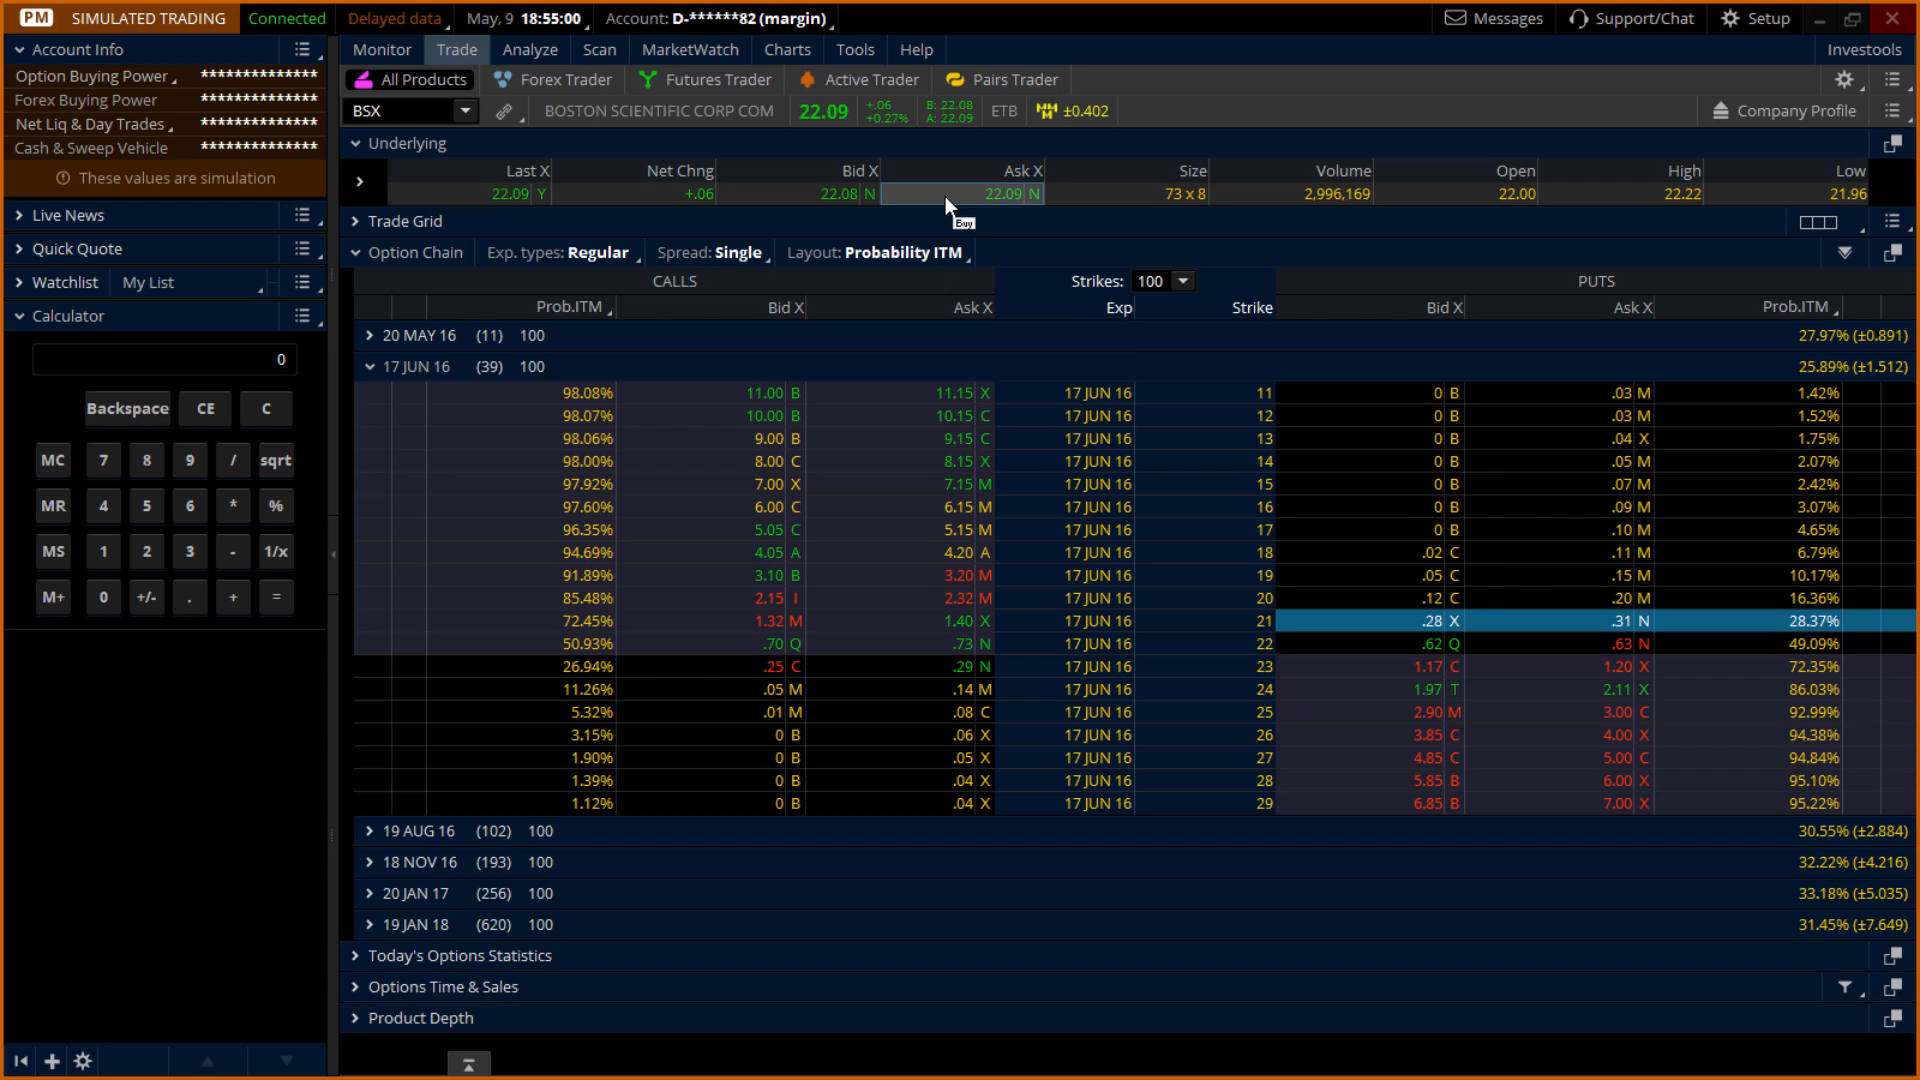 PM SIMULATED TRADING Connected Delayed data May, 9 18:55:00 Account: D-******82 (margin) Messages Support/Chat Setup
Account Info Monitor Trade Analyze Scan MarketWatch Charts Tools Help Investools
Option Buying Power **************
Forex Buying Power **************
Net Liq & Day Trades **************
Cash & Sweep Vehicle **************
These values are simulation
Live News
Quick Quote
Watchlist My List
Calculator
0
Backspace CE C
MC 7 8 9 / sqrt
MR 4 5 6 * %
MS 1 2 3 - 1/x
M+ 0 +/- . + =
All Products Forex Trader Futures Trader Active Trader Pairs Trader
BSX BOSTON SCIENTIFIC CORP COM 22.09 +.06 +0.27% B: 22.08 A: 22.09 ETB ±0.402 Company Profile
Underlying
Last X Net Chng Bid X Ask X Size Volume Open High Low
22.09 Y +.06 22.08 N 22.09 N 73 x 8 2,996,169 22.00 22.22 21.96
Buy
Trade Grid
Option Chain Exp. types: Regular Spread: Single Layout: Probability ITM
CALLS Strikes: 100 PUTS
Prob.ITM Bid X Ask X Exp Strike Bid X Ask X Prob.ITM
20 MAY 16 (11) 100 27.97% (±0.891)
17 JUN 16 (39) 100 25.89% (±1.512)
98.08% 11.00 B 11.15 X 17 JUN 16 11 0 B .03 M 1.42%
98.07% 10.00 B 10.15 C 17 JUN 16 12 0 B .03 M 1.52%
98.06% 9.00 B 9.15 C 17 JUN 16 13 0 B .04 X 1.75%
98.00% 8.00 C 8.15 X 17 JUN 16 14 0 B .05 M 2.07%
97.92% 7.00 X 7.15 M 17 JUN 16 15 0 B .07 M 2.42%
97.60% 6.00 C 6.15 M 17 JUN 16 16 0 B .09 M 3.07%
96.35% 5.05 C 5.15 M 17 JUN 16 17 0 B .10 M 4.65%
94.69% 4.05 A 4.20 A 17 JUN 16 18 .02 C .11 M 6.79%
91.89% 3.10 B 3.20 M 17 JUN 16 19 .05 C .15 M 10.17%
85.48% 2.15 I 2.32 M 17 JUN 16 20 .12 C .20 M 16.36%
72.45% 1.32 M 1.40 X 17 JUN 16 21 .28 X .31 N 28.37%
50.93% .70 Q .73 N 17 JUN 16 22 .62 Q .63 N 49.09%
26.94% .25 C .29 N 17 JUN 16 23 1.17 C 1.20 X 72.35%
11.26% .05 M .14 M 17 JUN 16 24 1.97 T 2.11 X 86.03%
5.32% .01 M .08 C 17 JUN 16 25 2.90 M 3.00 C 92.99%
3.15% 0 B .06 X 17 JUN 16 26 3.85 C 4.00 X 94.38%
1.90% 0 B .05 X 17 JUN 16 27 4.85 C 5.00 C 94.84%
1.39% 0 B .04 X 17 JUN 16 28 5.85 B 6.00 X 95.10%
1.12% 0 B .04 X 17 JUN 16 29 6.85 B 7.00 X 95.22%
19 AUG 16 (102) 100 30.55% (±2.884)
18 NOV 16 (193) 100 32.22% (±4.216)
20 JAN 17 (256) 100 33.18% (±5.035)
19 JAN 18 (620) 100 31.45% (±7.649)
Today's Options Statistics
Options Time & Sales
Product Depth